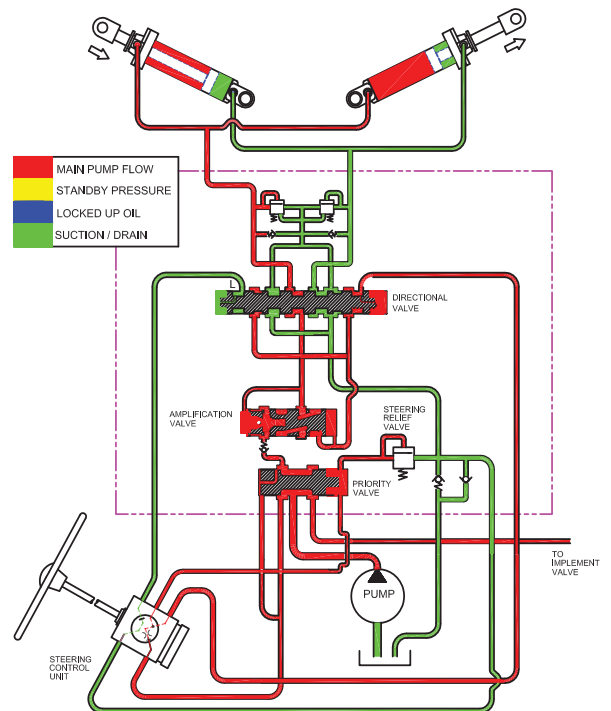 MAIN PUMP FLOW
STANDBY PRESSURE
LOCKED UP OIL
SUCTION / DRAIN
L
DIRECTIONAL
VALVE
AMPLIFICATION
VALVE
STEERING
RELIEF
VALVE
PRIORITY
VALVE
TO
IMPLEMENT
VALVE
PUMP
STEERING
CONTROL
UNIT